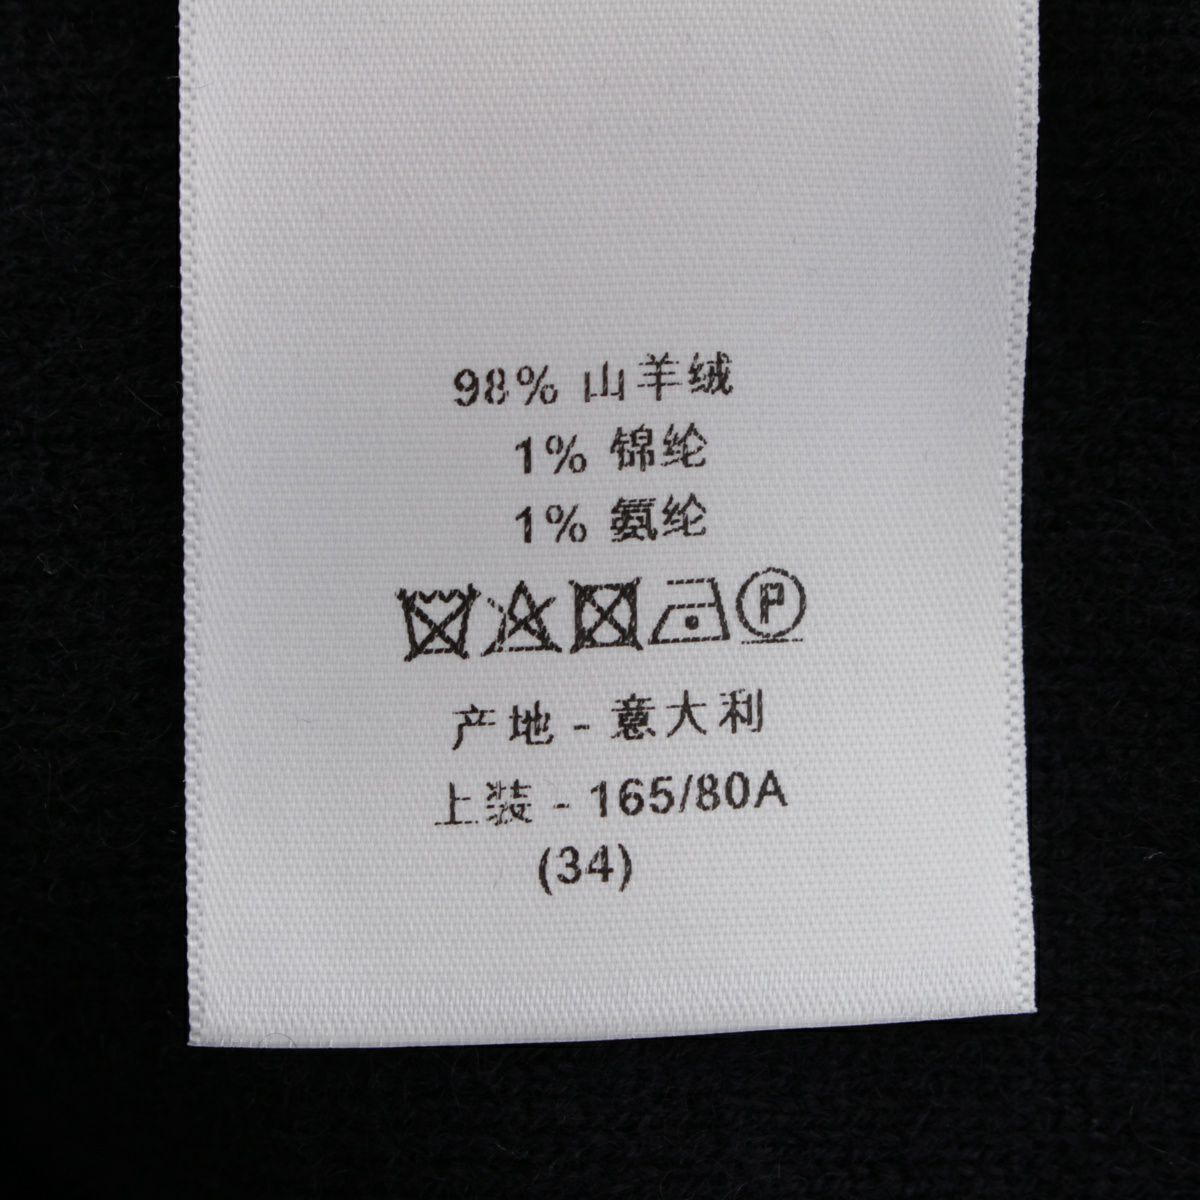 98% 山羊绒
1% 锦纶
1% 氨纶
P
产地 - 意大利
上装 - 165/80A
(34)